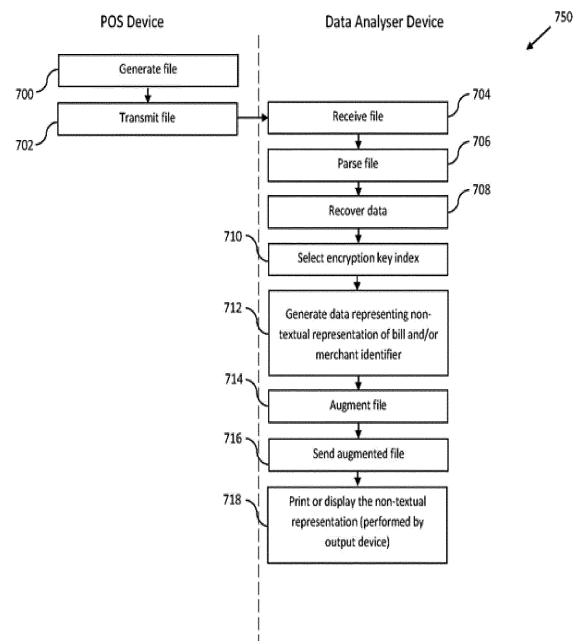 POS Device
Data Analyser Device
750
Generate file
700
Transmit file
702
Receive file
704
Parse file
706
Recover data
708
710
Select encryption key index
712
Generate data representing non-
textual representation of bill and/or
merchant identifier
714
Augment file
716
Send augmented file
718
Print or display the non-textual
representation (performed by
output device)